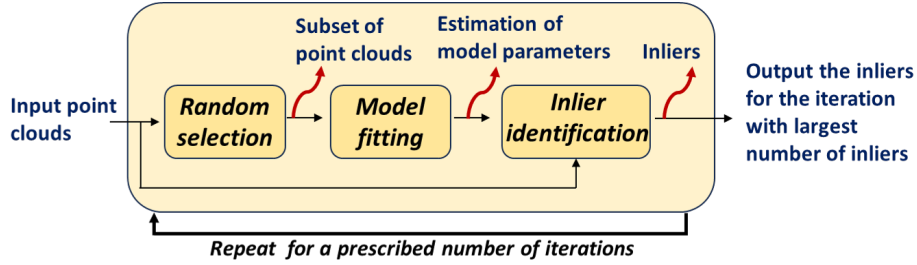 Subset of
point clouds
Estimation of
model parameters
Inliers
Input point
clouds
Random
selection
Model
fitting
Inlier
identification
Output the inliers
for the iteration
with largest
number of inliers
Repeat for a prescribed number of iterations